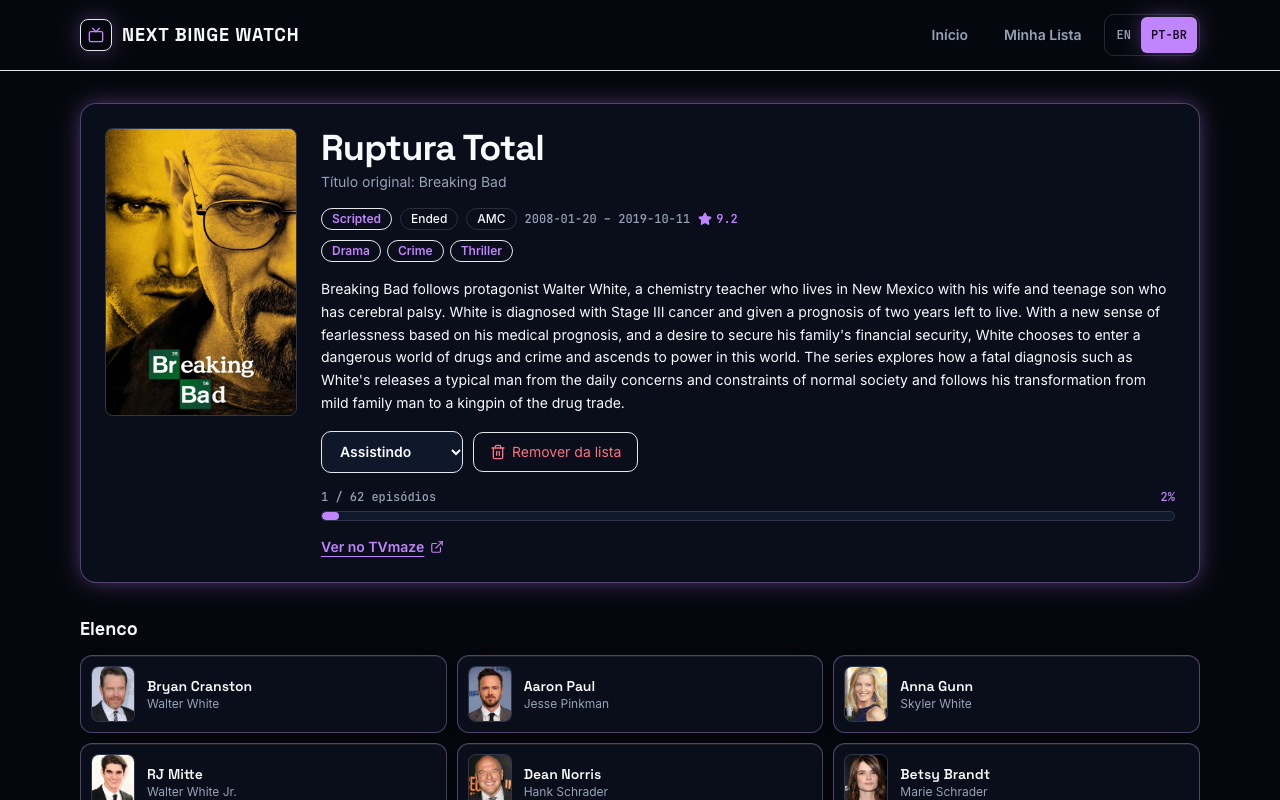 NEXT BINGE WATCH
Início
Minha Lista
EN
PT-BR
Ruptura Total
Título original: Breaking Bad
Scripted
Ended
AMC
2008-01-20 – 2019-10-11
9.2
Drama
Crime
Thriller
Breaking Bad follows protagonist Walter White, a chemistry teacher who lives in New Mexico with his wife and teenage son who
has cerebral palsy. White is diagnosed with Stage III cancer and given a prognosis of two years left to live. With a new sense of
fearlessness based on his medical prognosis, and a desire to secure his family's financial security, White chooses to enter a
dangerous world of drugs and crime and ascends to power in this world. The series explores how a fatal diagnosis such as
White's releases a typical man from the daily concerns and constraints of normal society and follows his transformation from
mild family man to a kingpin of the drug trade.
Breaking
Bad
Assistindo
Remover da lista
1 / 62 episódios
2%
Ver no TVmaze
Elenco
Bryan Cranston
Walter White
Aaron Paul
Jesse Pinkman
Anna Gunn
Skyler White
RJ Mitte
Walter White Jr.
Dean Norris
Hank Schrader
Betsy Brandt
Marie Schrader